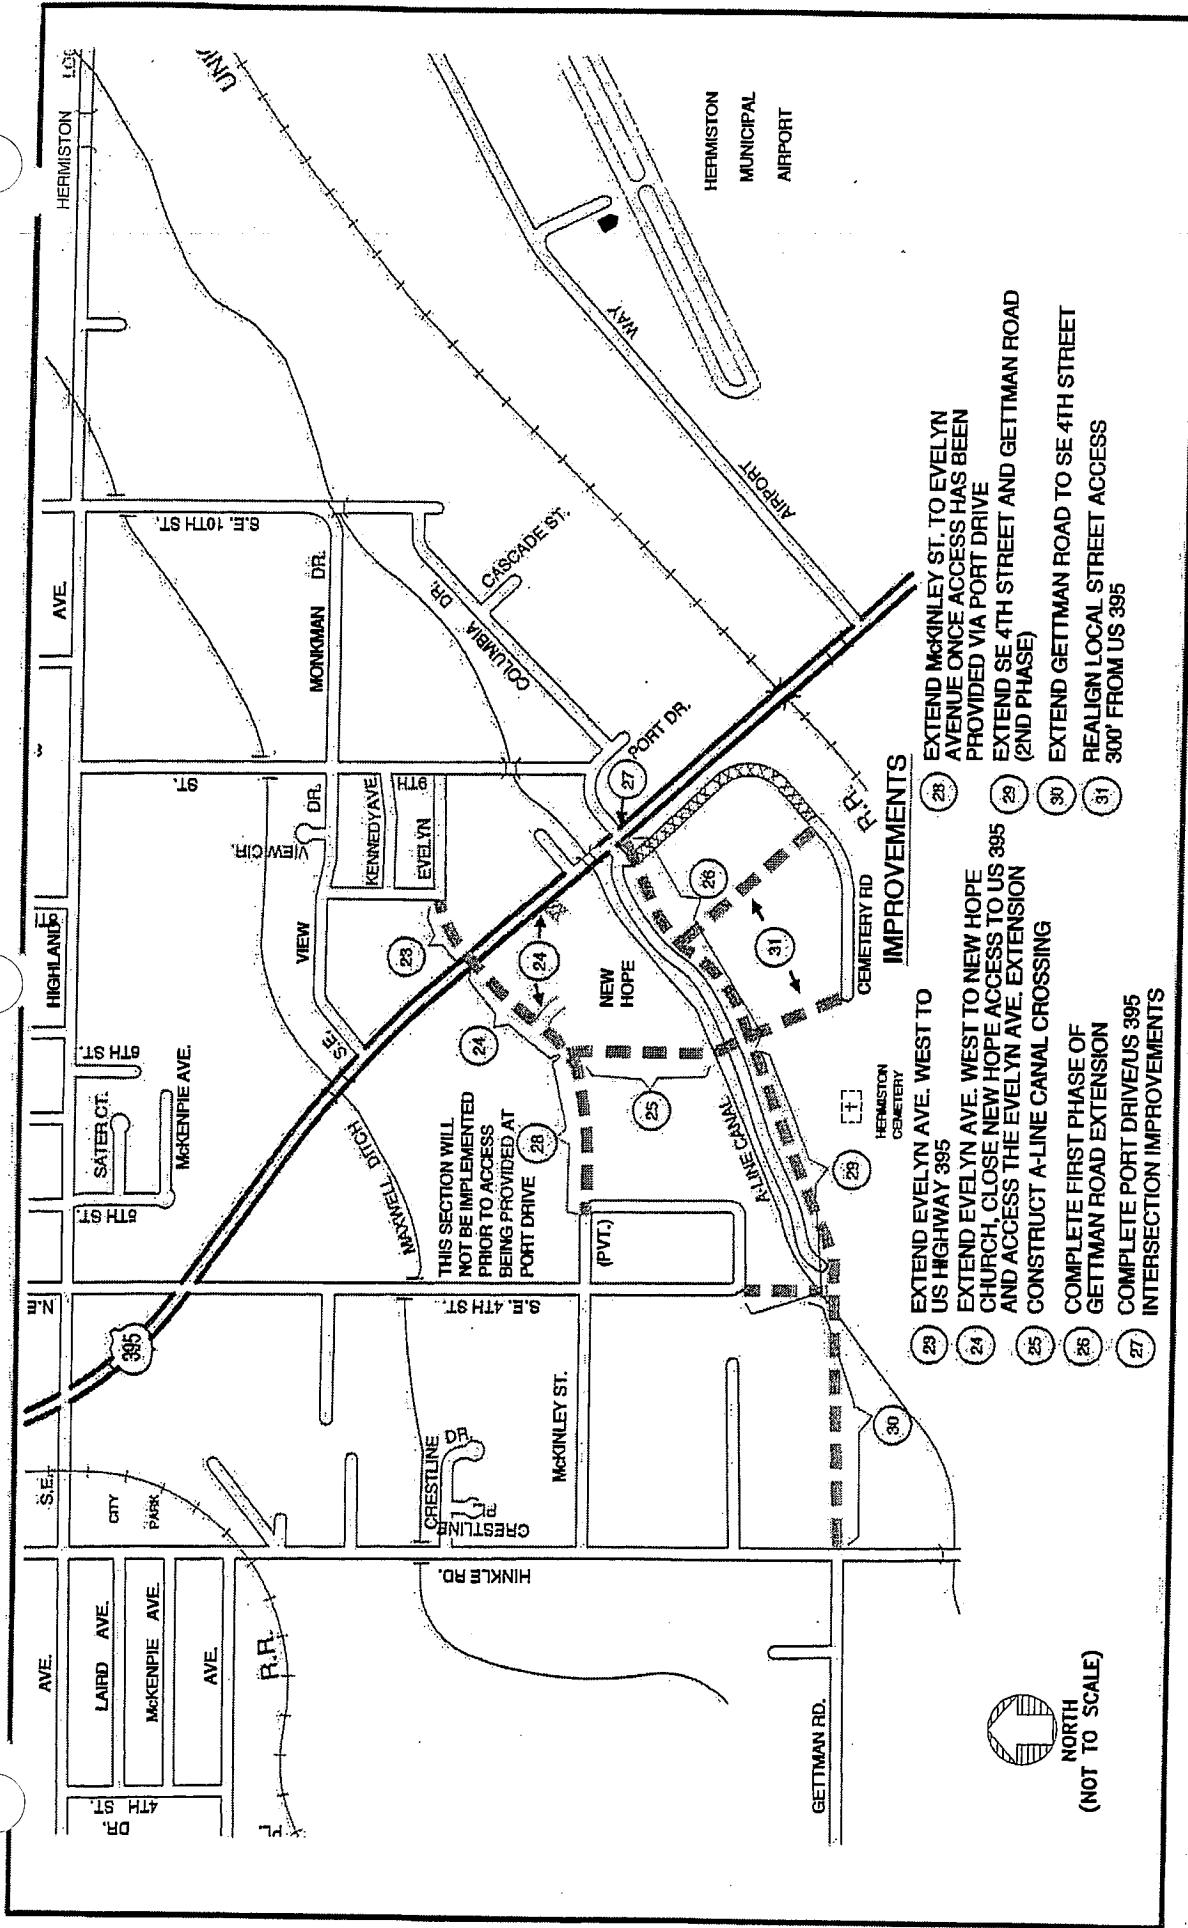 HERMISTON
AVE.
HIGHLAND
N.E.
S.E.
AVE.
395
S.E. 10TH ST.
MONKMAN DR.
ST.
VIEW CIR.
DR.
VIEW
S.E.
KENNEDY AVE.
EVELYN
9TH
6TH ST.
SATER CT.
McKENPIE AVE.
5TH ST.
CITY
PARK
LAIRD AVE.
McKENPIE AVE.
AVE.
4TH ST.
DR.
PL
R.R.
HINKLE RD.
CRESTLINE
DR.
CRESTLINE
PL
McKINLEY ST.
S.E. 4TH ST.
(PVT.)
MAXWELL DITCH
THIS SECTION WILL
NOT BE IMPLEMENTED
PRIOR TO ACCESS
BEING PROVIDED AT
PORT DRIVE
23
24
24
25
26
27
28
29
30
31
NEW
HOPE
A-LINE CANAL
COLUMBIA DR.
CASCADE ST.
PORT DR.
AIRPORT WAY
HERMISTON
MUNICIPAL
AIRPORT
R.R.
CEMETERY RD
HERMISTON
CEMETERY
GETTMAN RD.
IMPROVEMENTS
23 EXTEND EVELYN AVE. WEST TO
US HIGHWAY 395
24 EXTEND EVELYN AVE. WEST TO NEW HOPE
CHURCH, CLOSE NEW HOPE ACCESS TO US 395
AND ACCESS THE EVELYN AVE. EXTENSION
25 CONSTRUCT A-LINE CANAL CROSSING
26 COMPLETE FIRST PHASE OF
GETTMAN ROAD EXTENSION
27 COMPLETE PORT DRIVE/US 395
INTERSECTION IMPROVEMENTS
28 EXTEND McKINLEY ST. TO EVELYN
AVENUE ONCE ACCESS HAS BEEN
PROVIDED VIA PORT DRIVE
29 EXTEND SE 4TH STREET AND GETTMAN ROAD
(2ND PHASE)
30 EXTEND GETTMAN ROAD TO SE 4TH STREET
31 REALIGN LOCAL STREET ACCESS
300' FROM US 395
NORTH
(NOT TO SCALE)